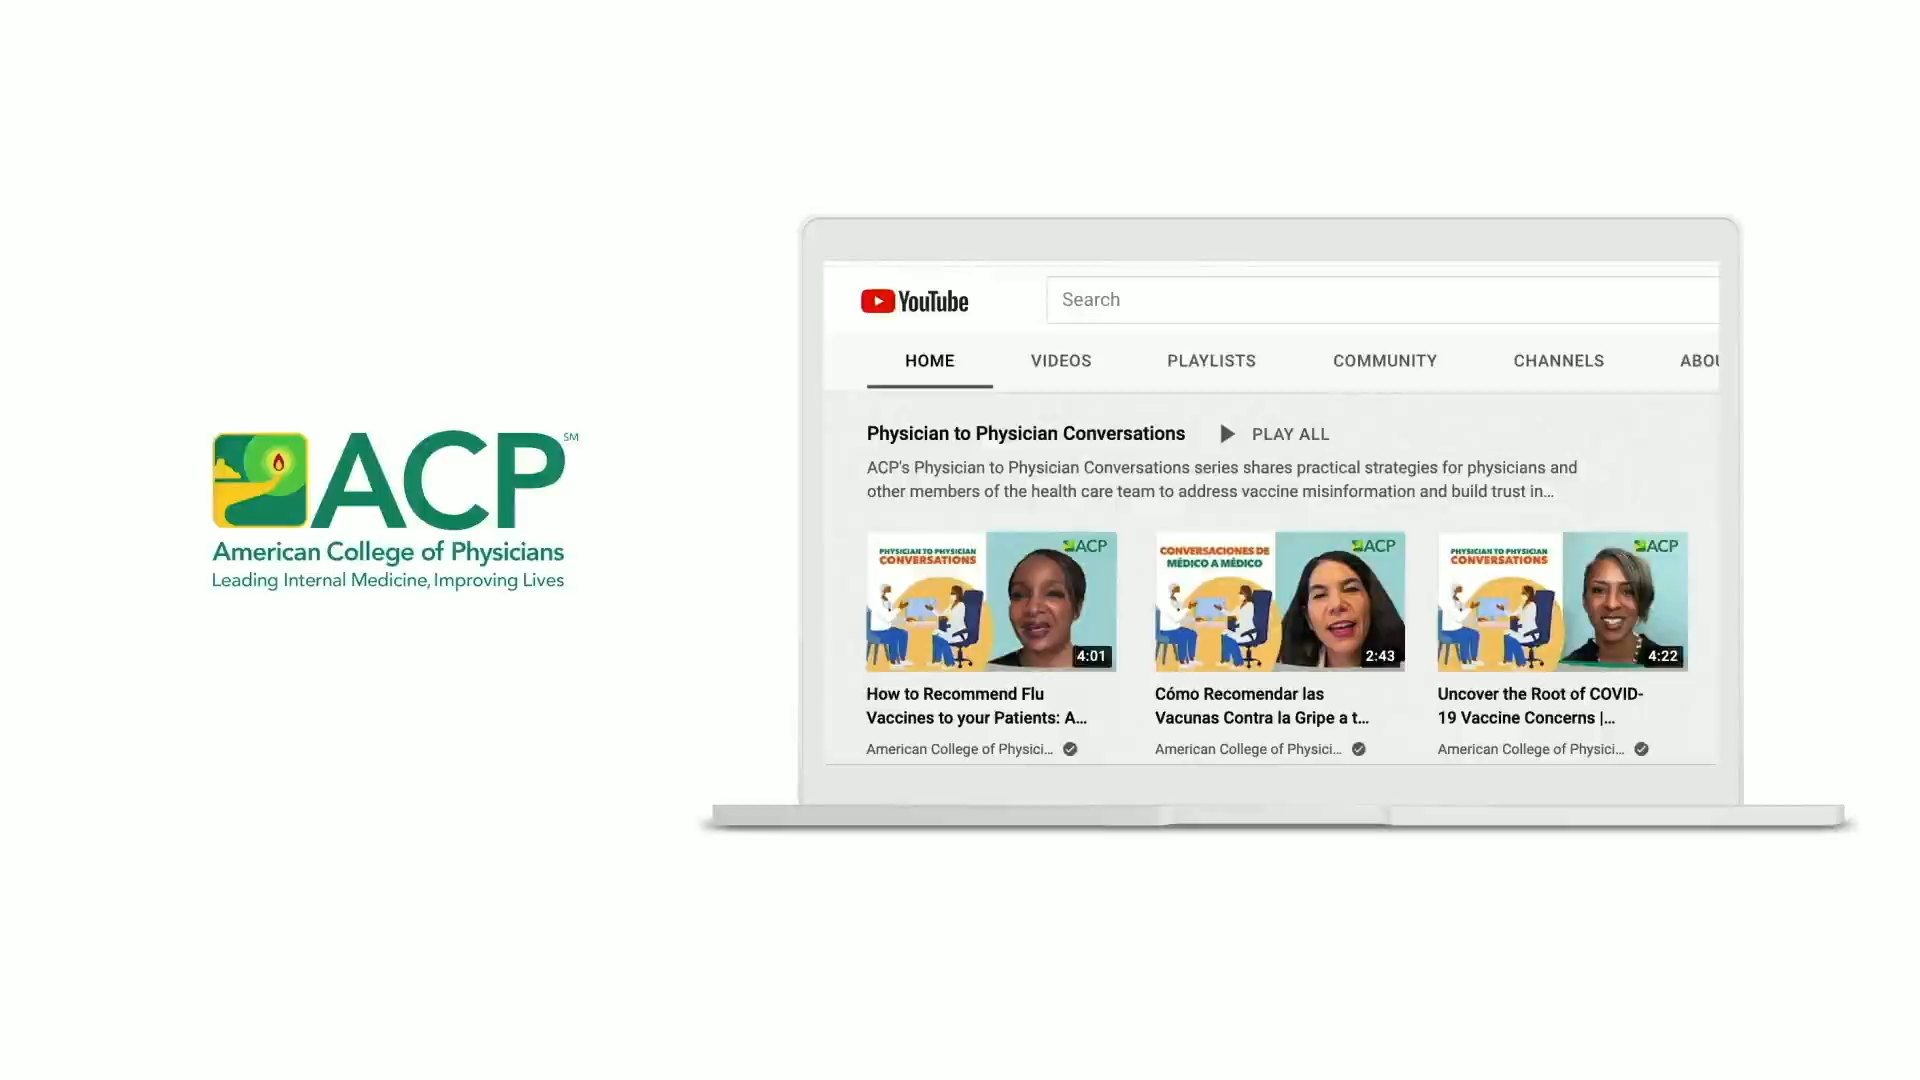 ACP SM
American College of Physicians
Leading Internal Medicine, Improving Lives
YouTube
Search
HOME VIDEOS PLAYLISTS COMMUNITY CHANNELS ABOU
Physician to Physician Conversations PLAY ALL
ACP's Physician to Physician Conversations series shares practical strategies for physicians and
other members of the health care team to address vaccine misinformation and build trust in...
PHYSICIAN TO PHYSICIAN
CONVERSATIONS
ACP
4:01
How to Recommend Flu
Vaccines to your Patients: A...
American College of Physici...
CONVERSACIONES DE
MÉDICO A MÉDICO
ACP
2:43
Cómo Recomendar las
Vacunas Contra la Gripe a t...
American College of Physici...
PHYSICIAN TO PHYSICIAN
CONVERSATIONS
ACP
4:22
Uncover the Root of COVID-
19 Vaccine Concerns |...
American College of Physici...